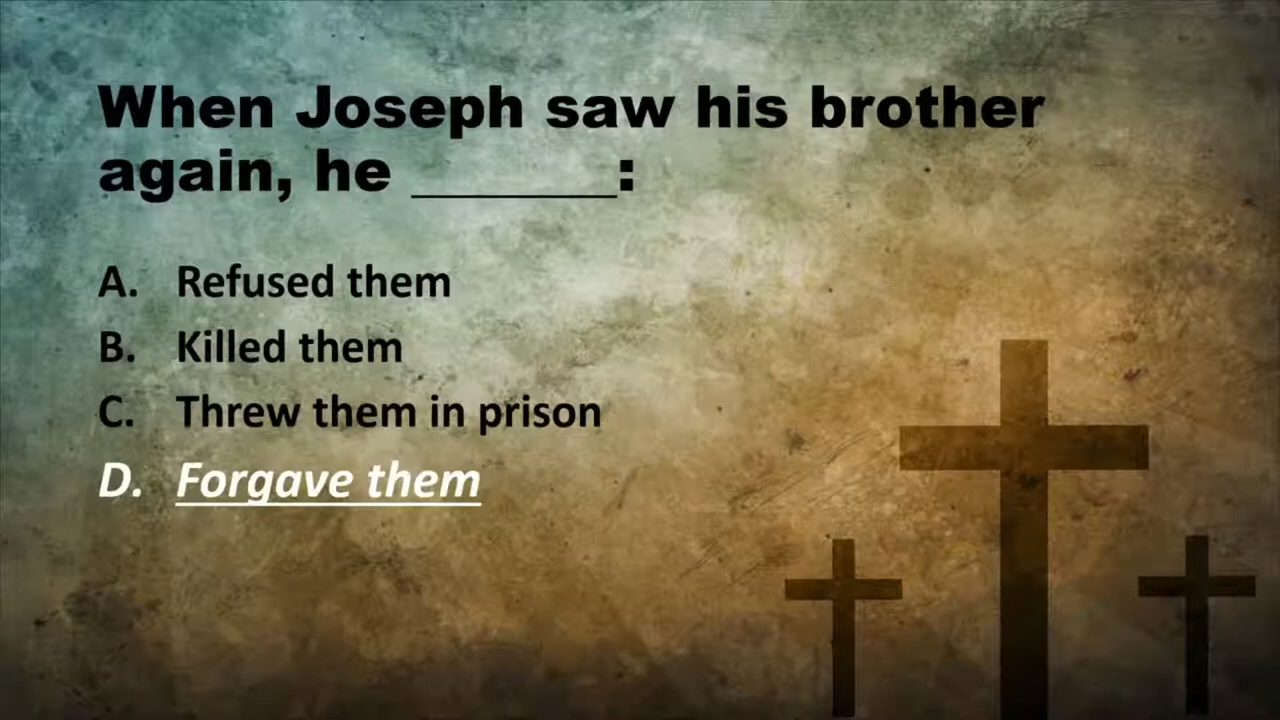 When Joseph saw his brother
again, he _______:
A. Refused them
B. Killed them
C. Threw them in prison
D. Forgave them